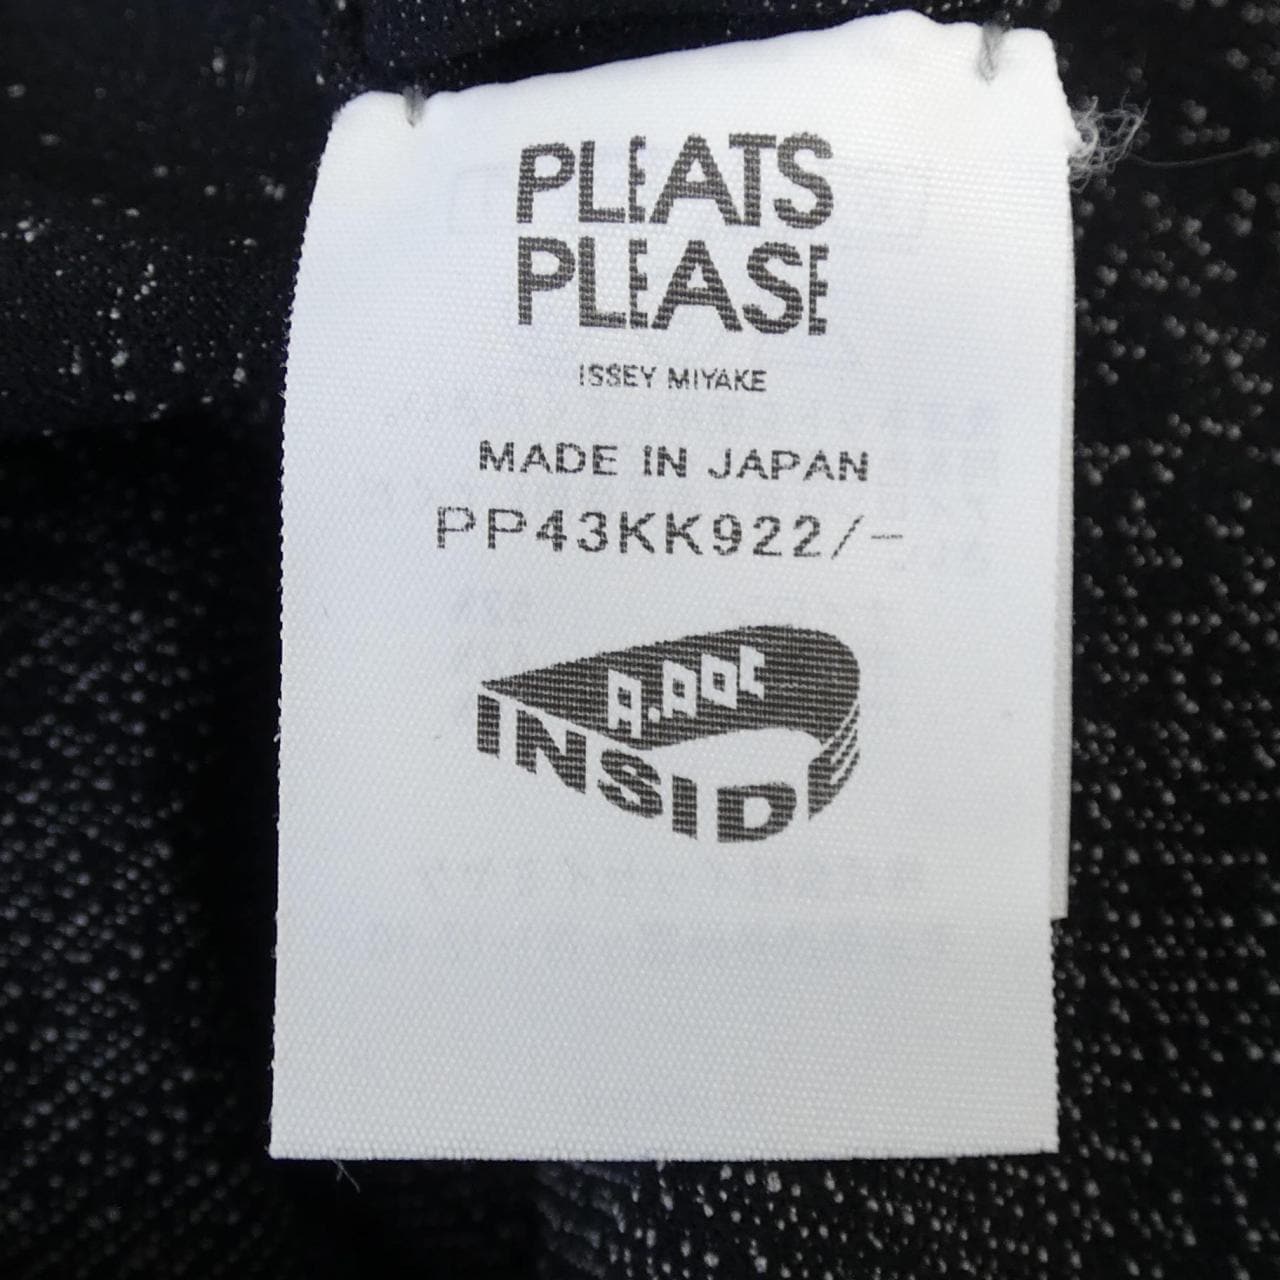 PLEATS
PLEASE
ISSEY MIYAKE
MADE IN JAPAN
PP43KK922/-
A.POC
INSIDE